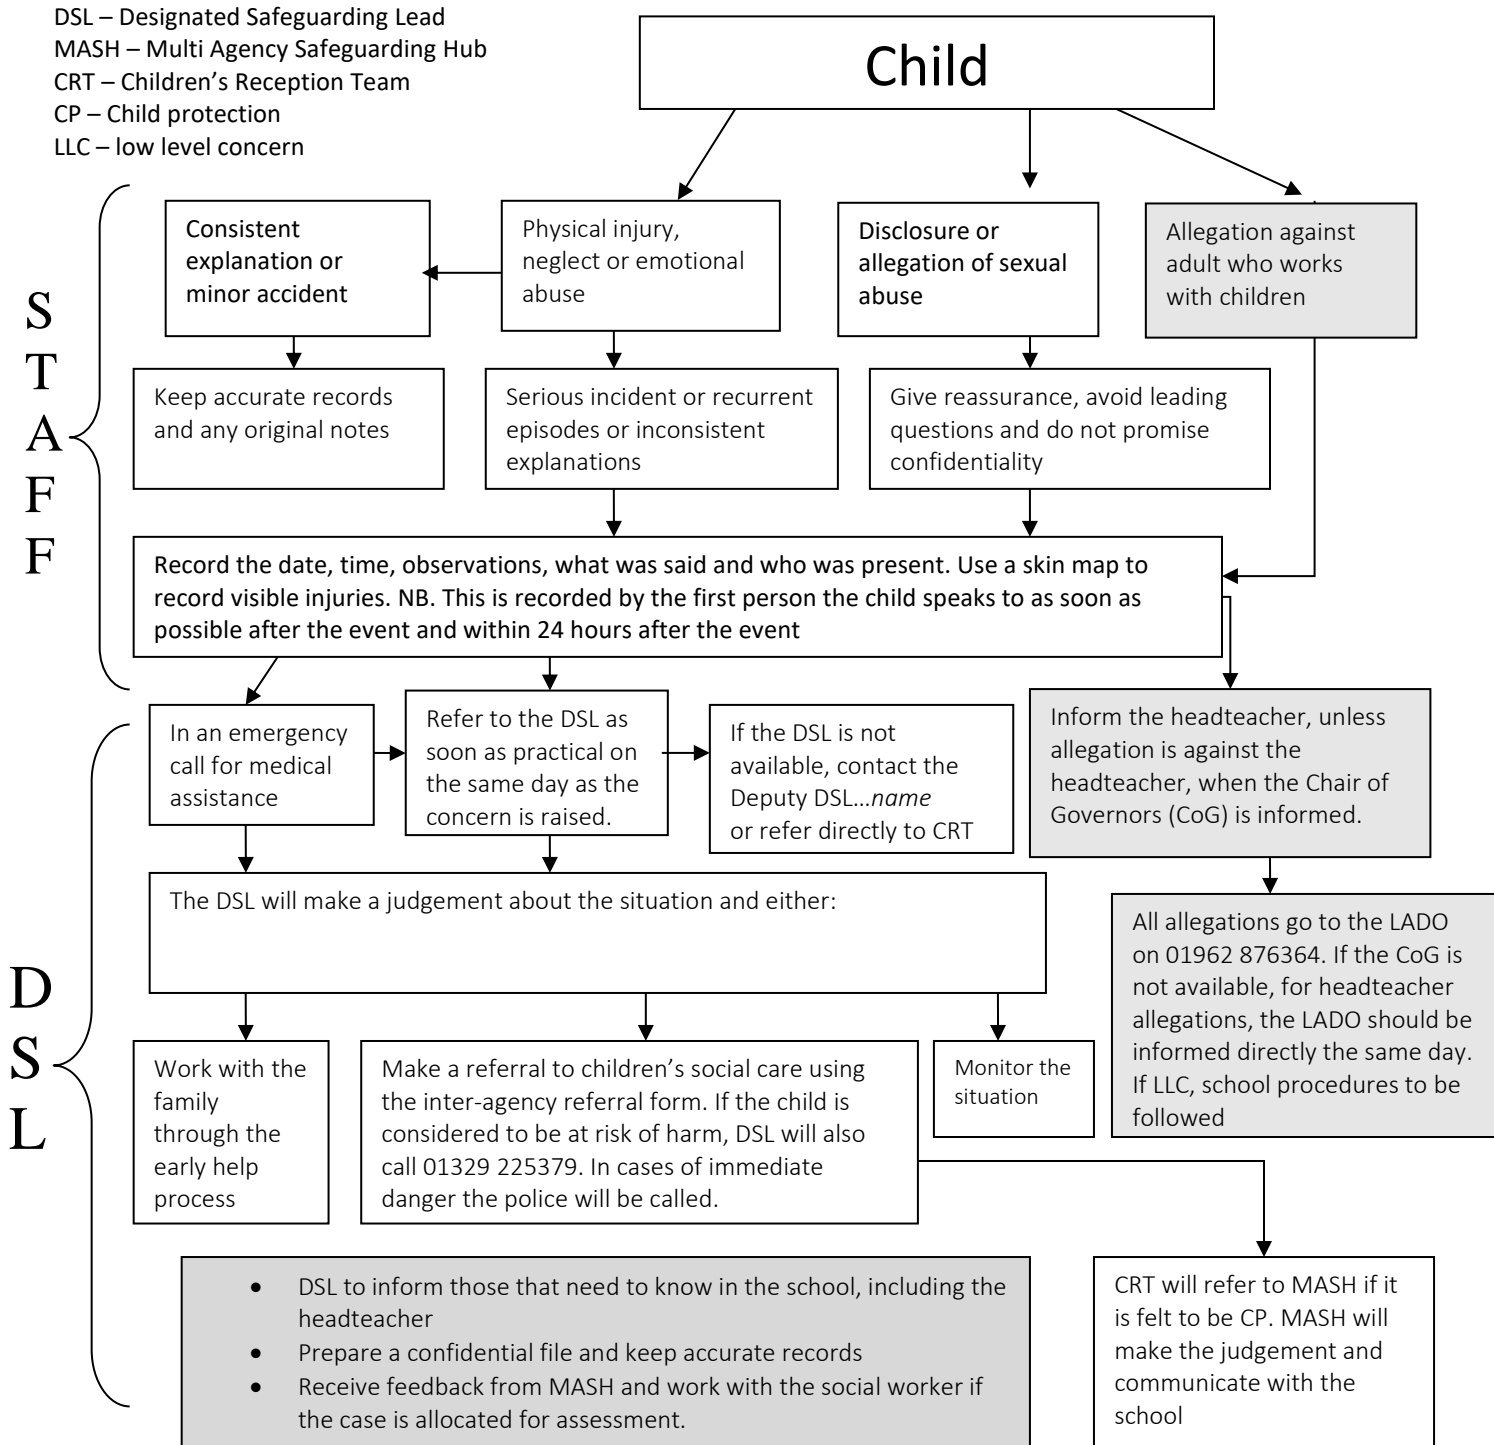 DSL – Designated Safeguarding Lead
MASH – Multi Agency Safeguarding Hub
CRT – Children's Reception Team
CP – Child protection
LLC – low level concern
Child
STAFF
Consistent
explanation or
minor accident
Physical injury,
neglect or emotional
abuse
Disclosure or
allegation of sexual
abuse
Allegation against
adult who works
with children
Keep accurate records
and any original notes
Serious incident or recurrent
episodes or inconsistent
explanations
Give reassurance, avoid leading
questions and do not promise
confidentiality
Record the date, time, observations, what was said and who was present. Use a skin map to
record visible injuries. NB. This is recorded by the first person the child speaks to as soon as
possible after the event and within 24 hours after the event
DSL
In an emergency
call for medical
assistance
Refer to the DSL as
soon as practical on
the same day as the
concern is raised.
If the DSL is not
available, contact the
Deputy DSL...name
or refer directly to CRT
Inform the headteacher, unless
allegation is against the
headteacher, when the Chair of
Governors (CoG) is informed.
The DSL will make a judgement about the situation and either:
All allegations go to the LADO
on 01962 876364. If the CoG is
not available, for headteacher
allegations, the LADO should be
informed directly the same day.
If LLC, school procedures to be
followed
Work with the
family
through the
early help
process
Make a referral to children's social care using
the inter-agency referral form. If the child is
considered to be at risk of harm, DSL will also
call 01329 225379. In cases of immediate
danger the police will be called.
Monitor the
situation
• DSL to inform those that need to know in the school, including the
headteacher
• Prepare a confidential file and keep accurate records
• Receive feedback from MASH and work with the social worker if
the case is allocated for assessment.
CRT will refer to MASH if it
is felt to be CP. MASH will
make the judgement and
communicate with the
school